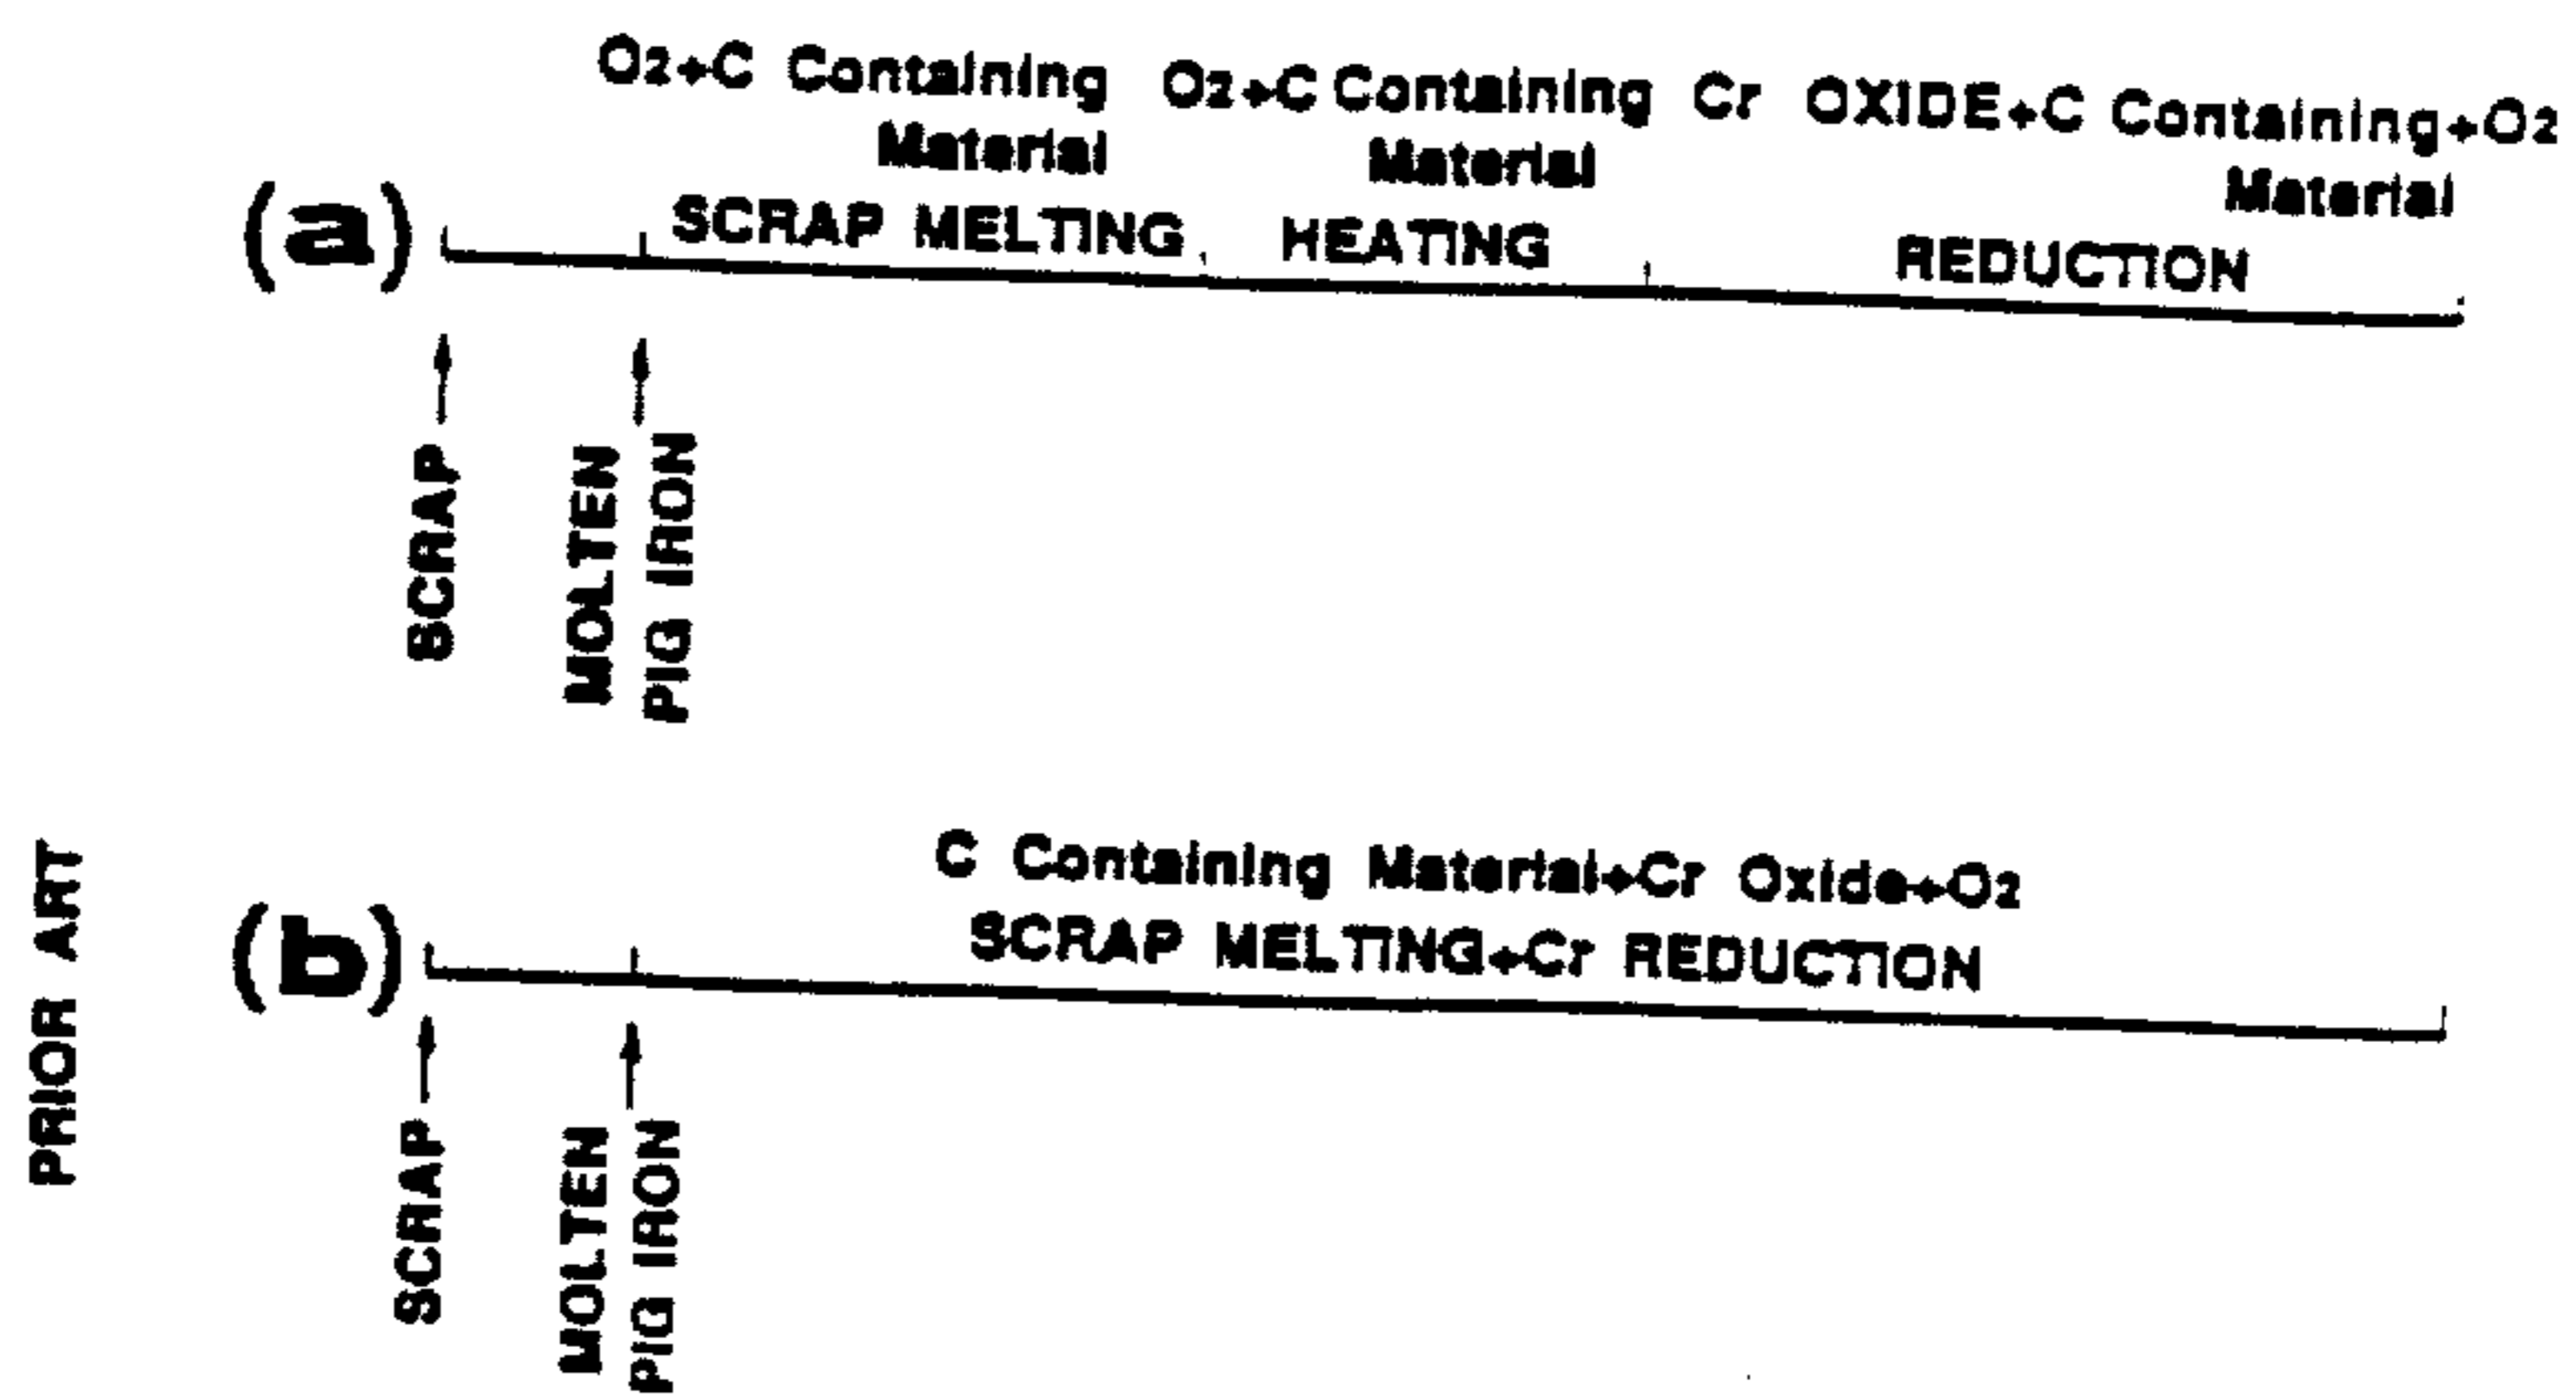 O2+C Containing Material
O2+C Containing Material
Cr OXIDE+C Containing+O2 Material
(a)
SCRAP MELTING
HEATING
REDUCTION
SCRAP
MOLTEN
PIG IRON
PRIOR ART
C Containing Material+Cr Oxide+O2
(b)
SCRAP MELTING+Cr REDUCTION
SCRAP
MOLTEN
PIG IRON